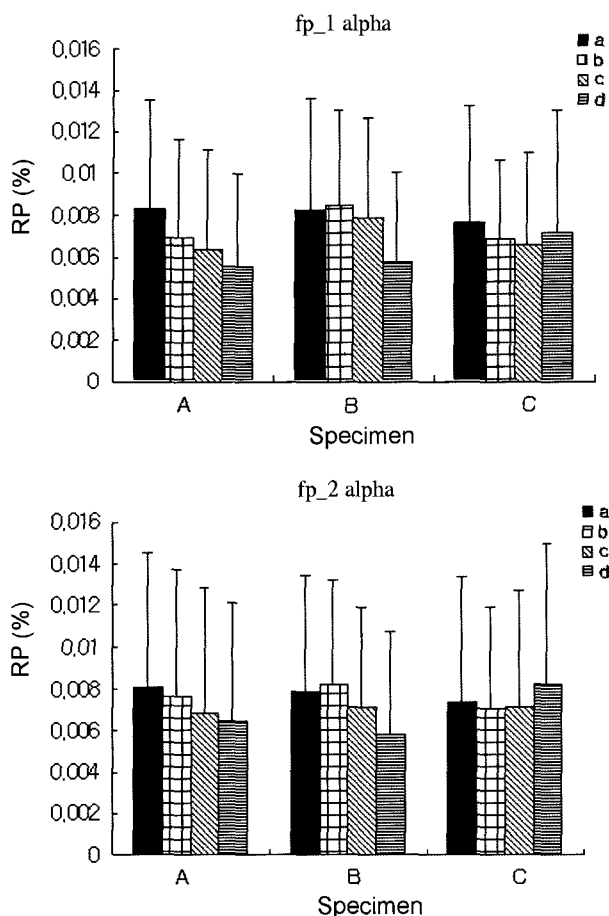 fp_1 alpha
a
b
c
d
RP (%)
0,016
0,014
0,012
0,01
0,008
0,006
0,004
0,002
0
A B C
Specimen
fp_2 alpha
a
b
c
d
RP (%)
0,016
0,014
0,012
0,01
0,008
0,006
0,004
0,002
0
A B C
Specimen